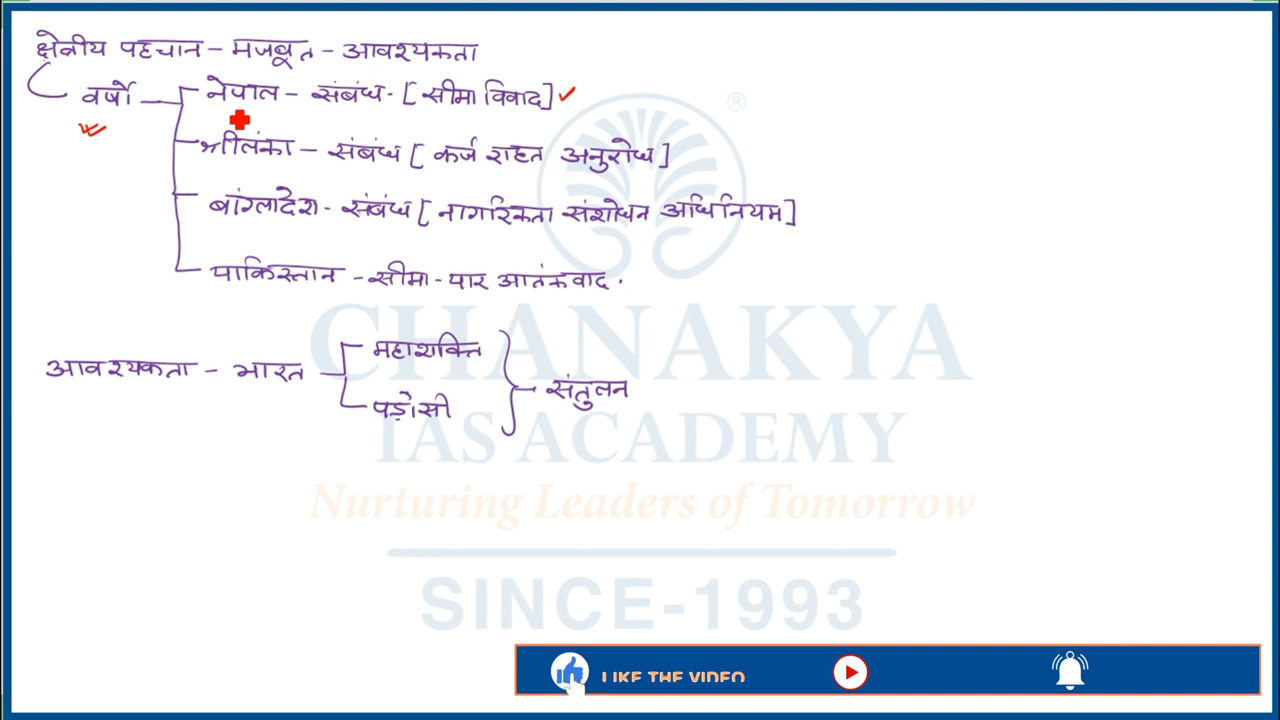 क्षेत्रीय पहचान - मजबूत - आवश्यकता
वर्षो - नेपाल - संबंध - [सीमा विवाद]
श्रीलंका - संबंध [कर्ज राहत अनुरोध]
बांग्लादेश - संबंध [नागरिकता संशोधन अधिनियम]
पाकिस्तान - सीमा - पार आतंकवाद.
आवश्यकता - भारत
महाशक्ति
पड़ोसी
संतुलन
®
CHANAKYA
IAS ACADEMY
Nurturing Leaders of Tomorrow
SINCE-1993
LIKE THE VIDEO